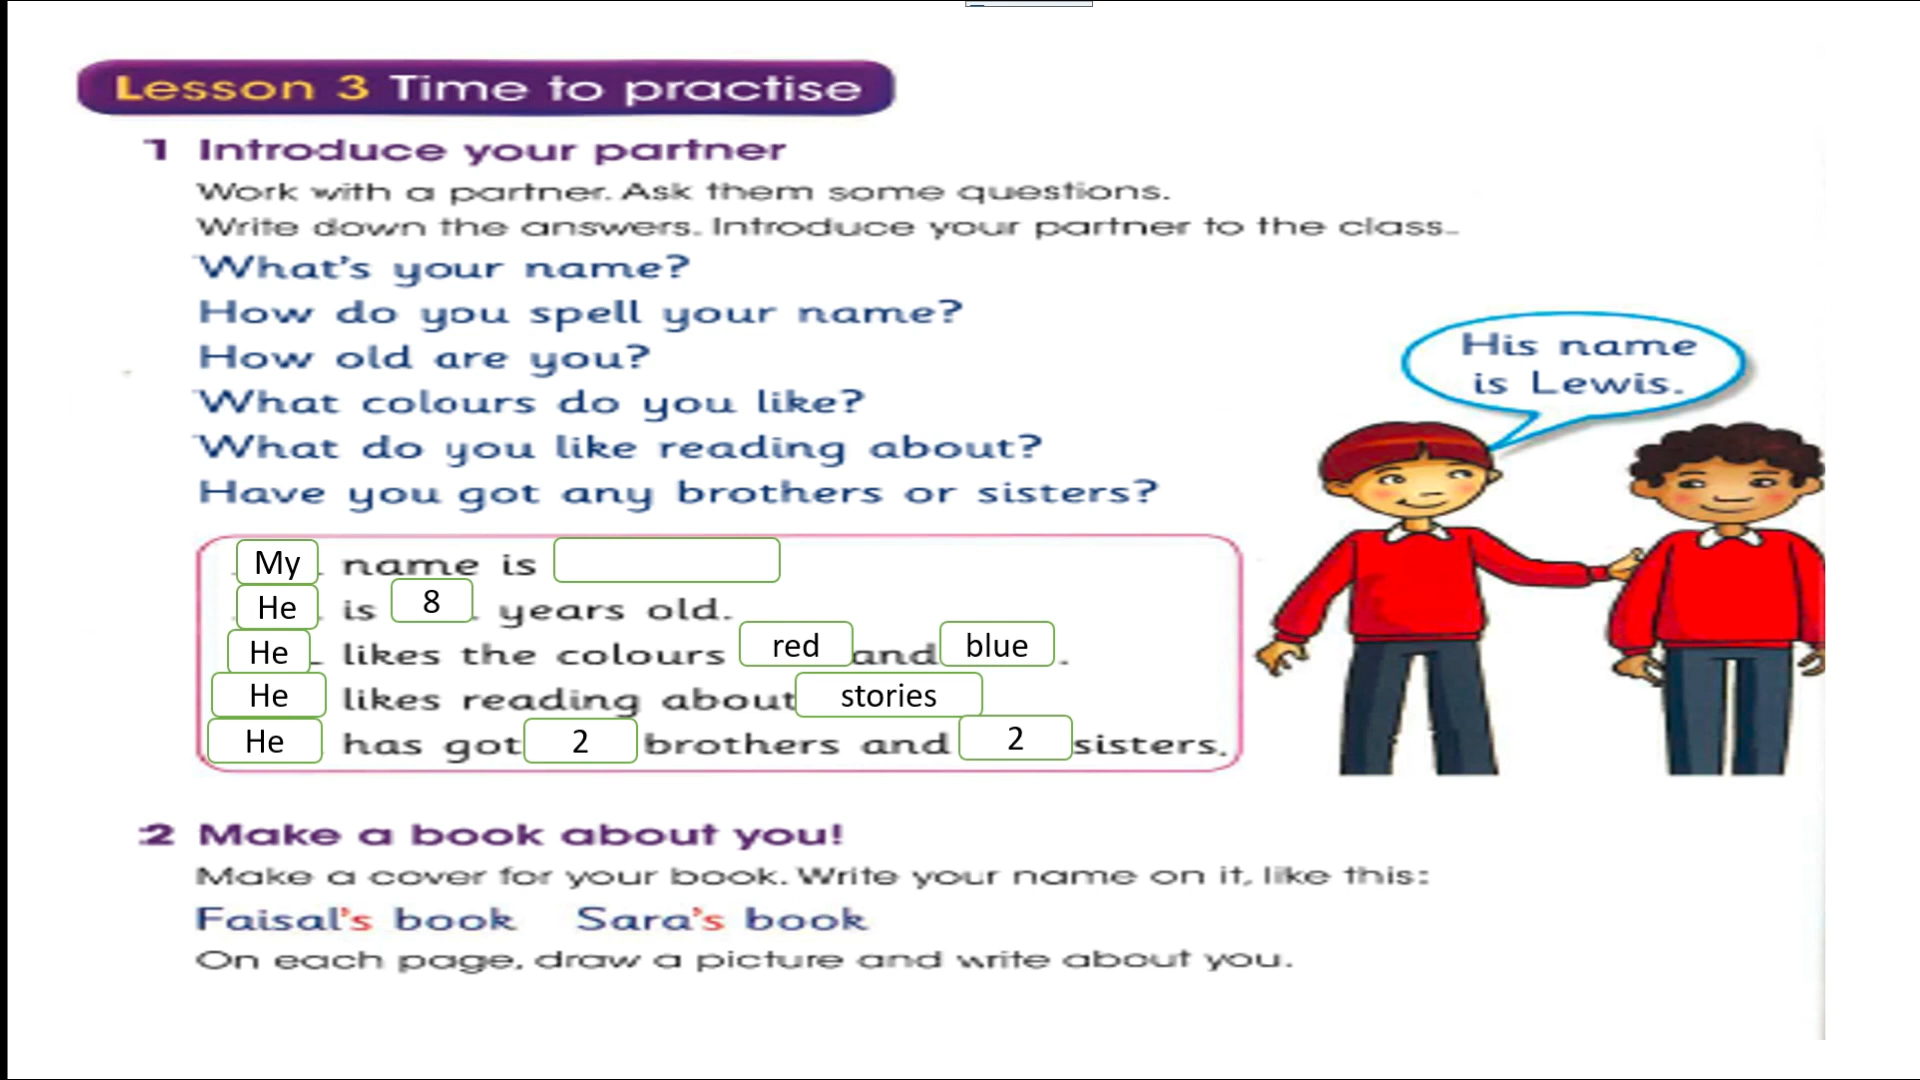 Lesson 3 Time to practise
1 Introduce your partner
Work with a partner. Ask them some questions.
Write down the answers. Introduce your partner to the class.
What's your name?
How do you spell your name?
How old are you?
What colours do you like?
What do you like reading about?
Have you got any brothers or sisters?
His name
is Lewis.
My name is
He is 8 years old.
He likes the colours red and blue.
He likes reading about stories
He has got 2 brothers and 2 sisters.
2 Make a book about you!
Make a cover for your book. Write your name on it, like this:
Faisal's book Sara's book
On each page, draw a picture and write about you.